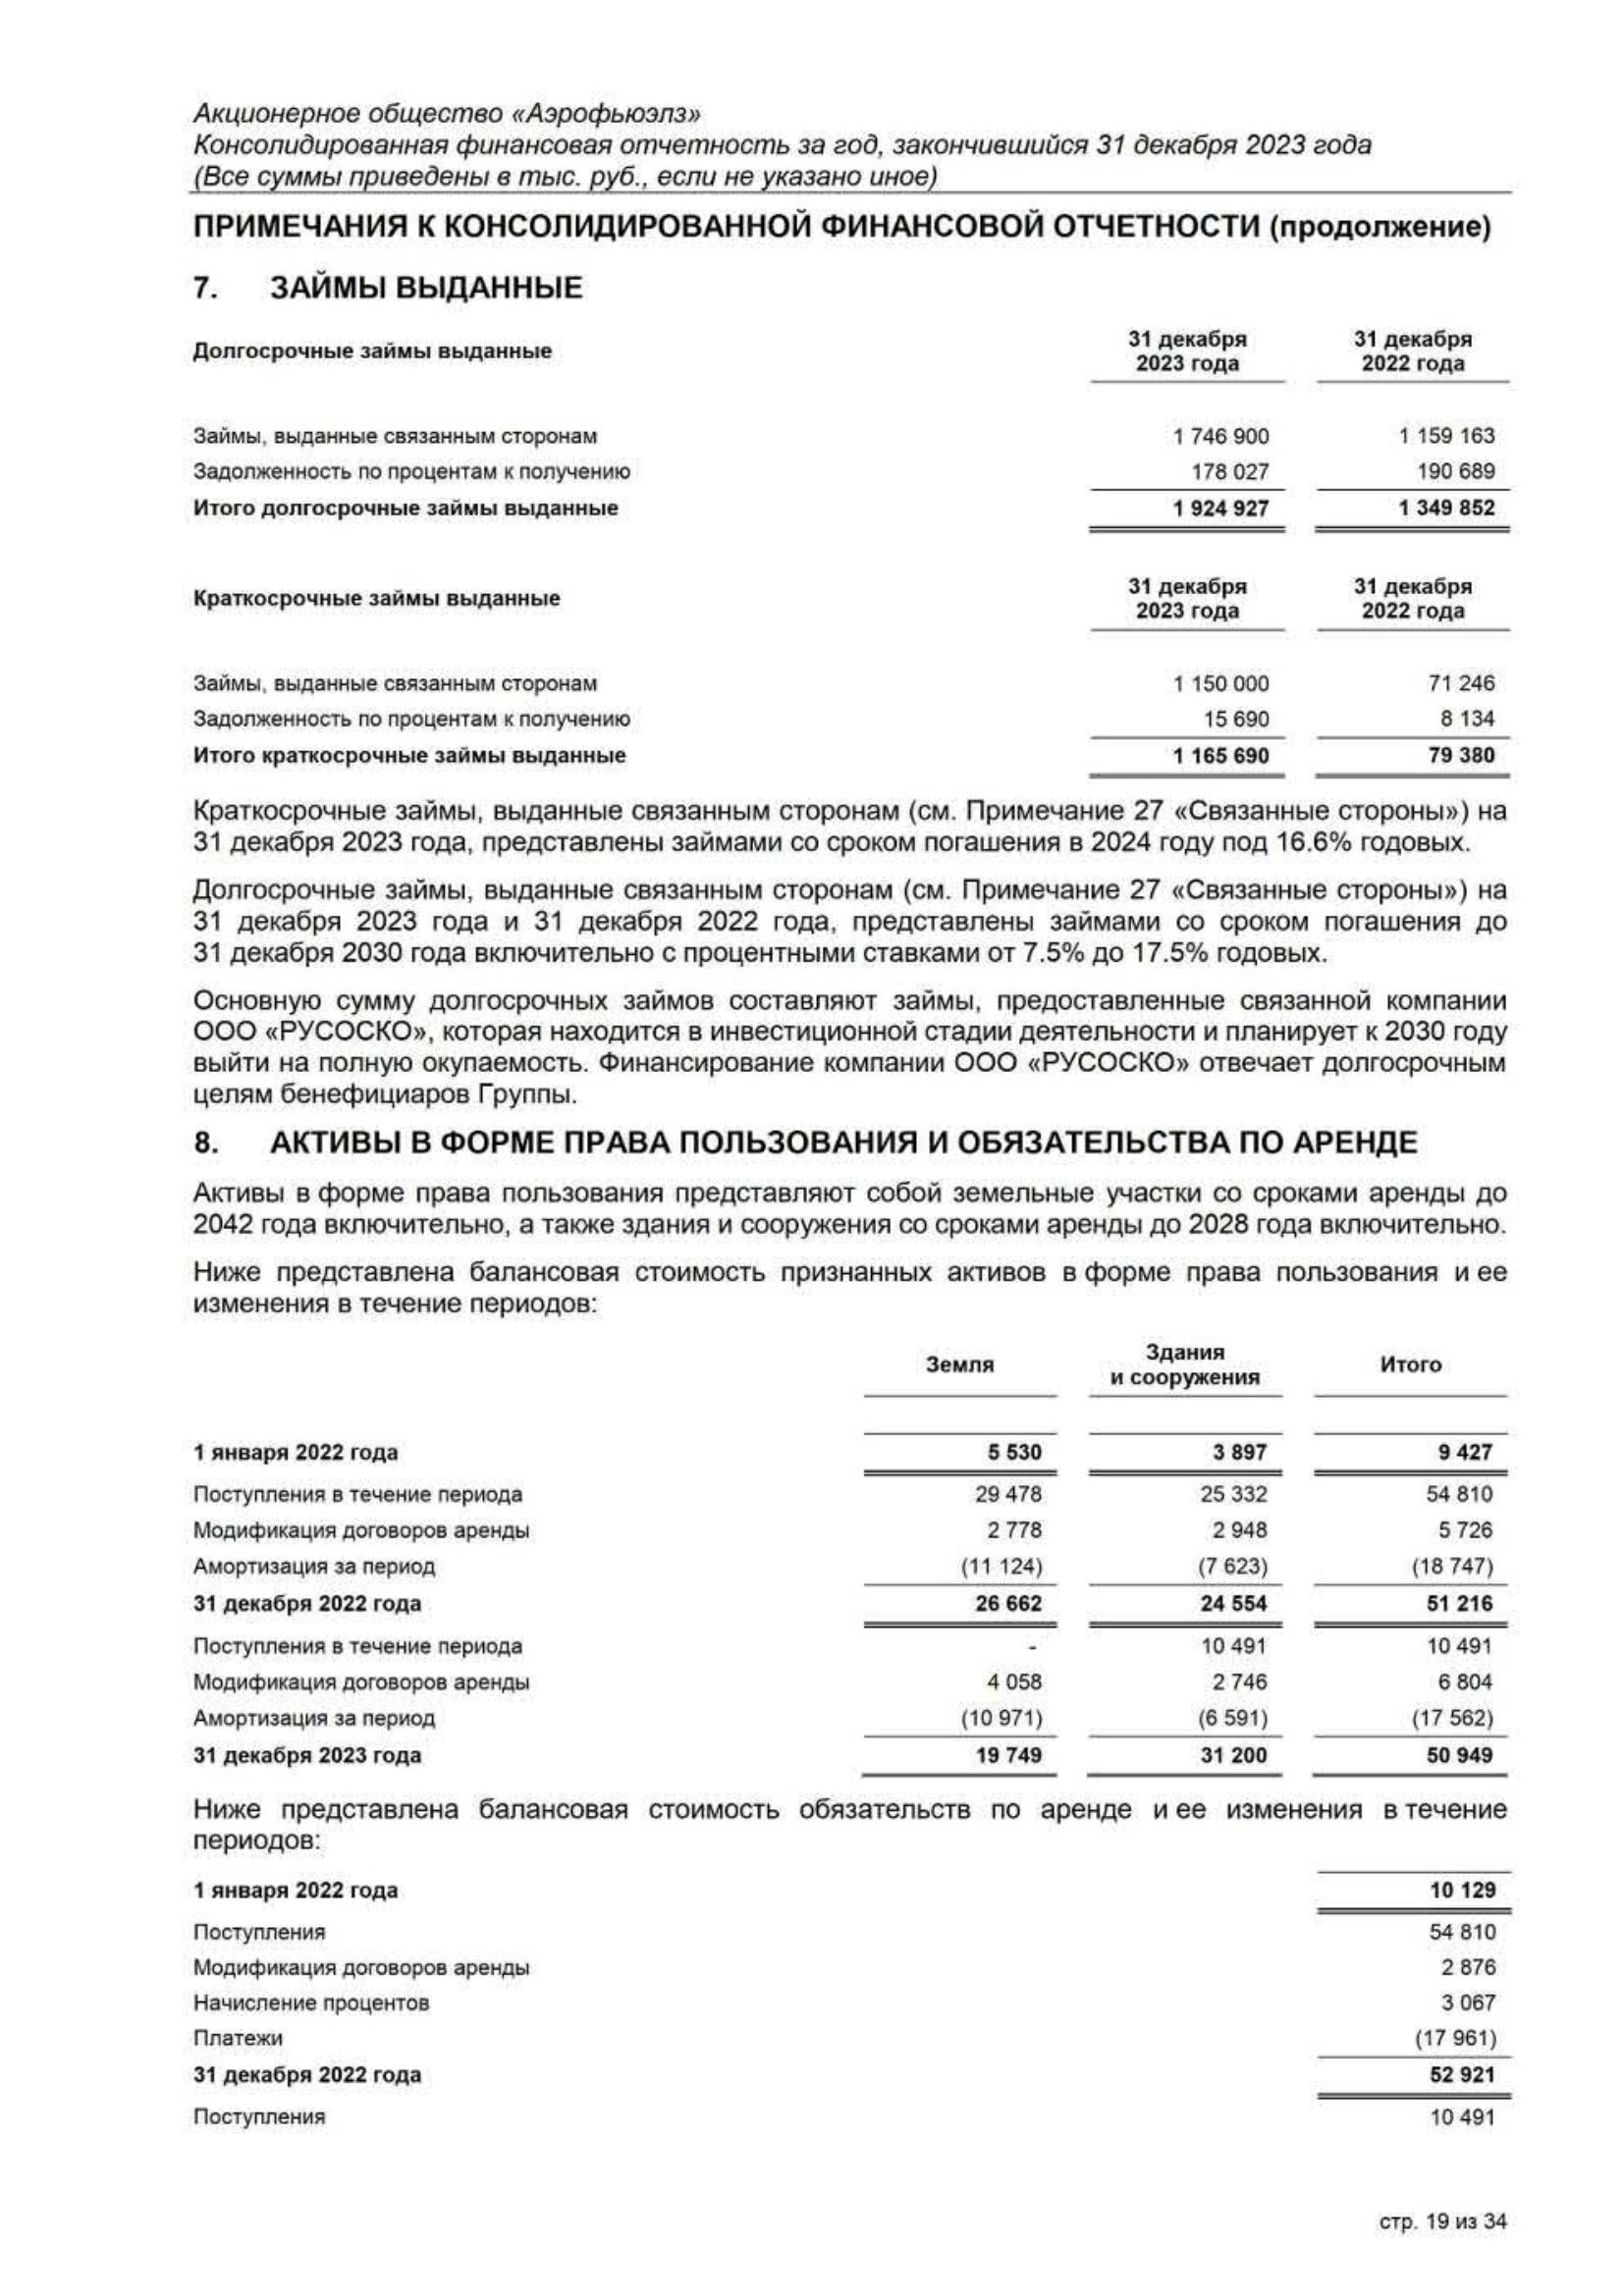 Акционерное общество «Аэрофьюэлз»
Консолидированная финансовая отчетность за год, закончившийся 31 декабря 2023 года
(Все суммы приведены в тыс. руб., если не указано иное)
ПРИМЕЧАНИЯ К КОНСОЛИДИРОВАННОЙ ФИНАНСОВОЙ ОТЧЕТНОСТИ (продолжение)
7. ЗАЙМЫ ВЫДАННЫЕ
Долгосрочные займы выданные 31 декабря 2023 года 31 декабря 2022 года
Займы, выданные связанным сторонам 1 746 900 1 159 163
Задолженность по процентам к получению 178 027 190 689
Итого долгосрочные займы выданные 1 924 927 1 349 852
Краткосрочные займы выданные 31 декабря 2023 года 31 декабря 2022 года
Займы, выданные связанным сторонам 1 150 000 71 246
Задолженность по процентам к получению 15 690 8 134
Итого краткосрочные займы выданные 1 165 690 79 380
Краткосрочные займы, выданные связанным сторонам (см. Примечание 27 «Связанные стороны») на
31 декабря 2023 года, представлены займами со сроком погашения в 2024 году под 16.6% годовых.
Долгосрочные займы, выданные связанным сторонам (см. Примечание 27 «Связанные стороны») на
31 декабря 2023 года и 31 декабря 2022 года, представлены займами со сроком погашения до
31 декабря 2030 года включительно с процентными ставками от 7.5% до 17.5% годовых.
Основную сумму долгосрочных займов составляют займы, предоставленные связанной компании
ООО «РУСОСКО», которая находится в инвестиционной стадии деятельности и планирует к 2030 году
выйти на полную окупаемость. Финансирование компании ООО «РУСОСКО» отвечает долгосрочным
целям бенефициаров Группы.
8. АКТИВЫ В ФОРМЕ ПРАВА ПОЛЬЗОВАНИЯ И ОБЯЗАТЕЛЬСТВА ПО АРЕНДЕ
Активы в форме права пользования представляют собой земельные участки со сроками аренды до
2042 года включительно, а также здания и сооружения со сроками аренды до 2028 года включительно.
Ниже представлена балансовая стоимость признанных активов в форме права пользования и ее
изменения в течение периодов:
Земля Здания и сооружения Итого
1 января 2022 года 5 530 3 897 9 427
Поступления в течение периода 29 478 25 332 54 810
Модификация договоров аренды 2 778 2 948 5 726
Амортизация за период (11 124) (7 623) (18 747)
31 декабря 2022 года 26 662 24 554 51 216
Поступления в течение периода - 10 491 10 491
Модификация договоров аренды 4 058 2 746 6 804
Амортизация за период (10 971) (6 591) (17 562)
31 декабря 2023 года 19 749 31 200 50 949
Ниже представлена балансовая стоимость обязательств по аренде и ее изменения в течение
периодов:
1 января 2022 года 10 129
Поступления 54 810
Модификация договоров аренды 2 876
Начисление процентов 3 067
Платежи (17 961)
31 декабря 2022 года 52 921
Поступления 10 491
стр. 19 из 34